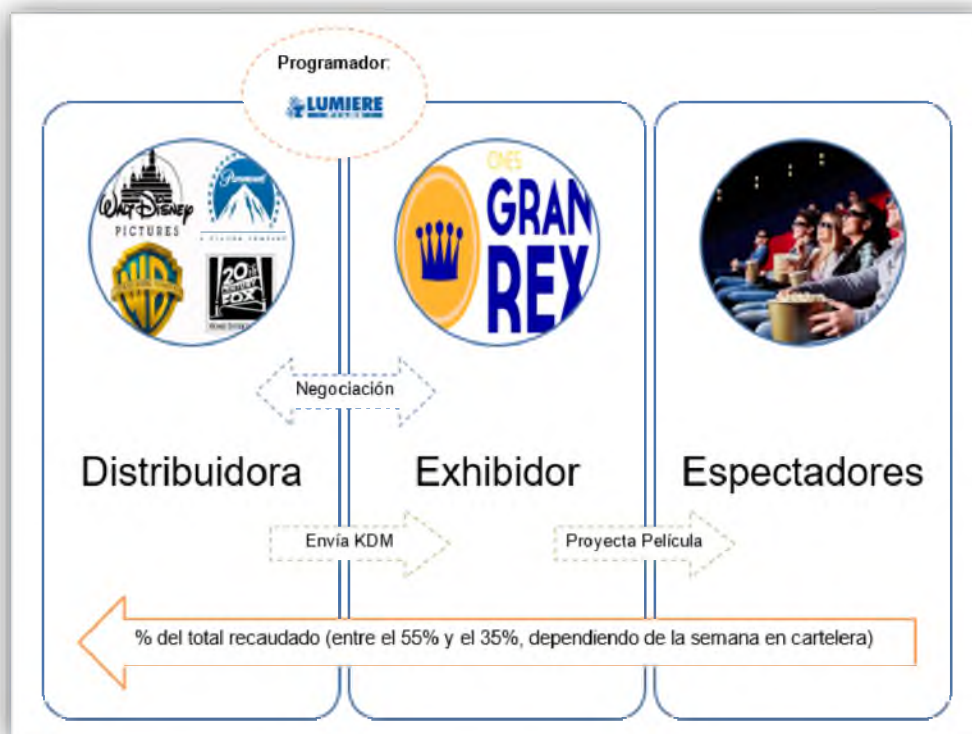 Programador:
LUMIERE
WALT DISNEY
PICTURES
Paramount
WB
20th
CENTURY
FOX
CINES
GRAN
REX
Negociación
Distribuidora
Exhibidor
Espectadores
Envía KDM
Proyecta Película
% del total recaudado (entre el 55% y el 35%, dependiendo de la semana en cartelera)